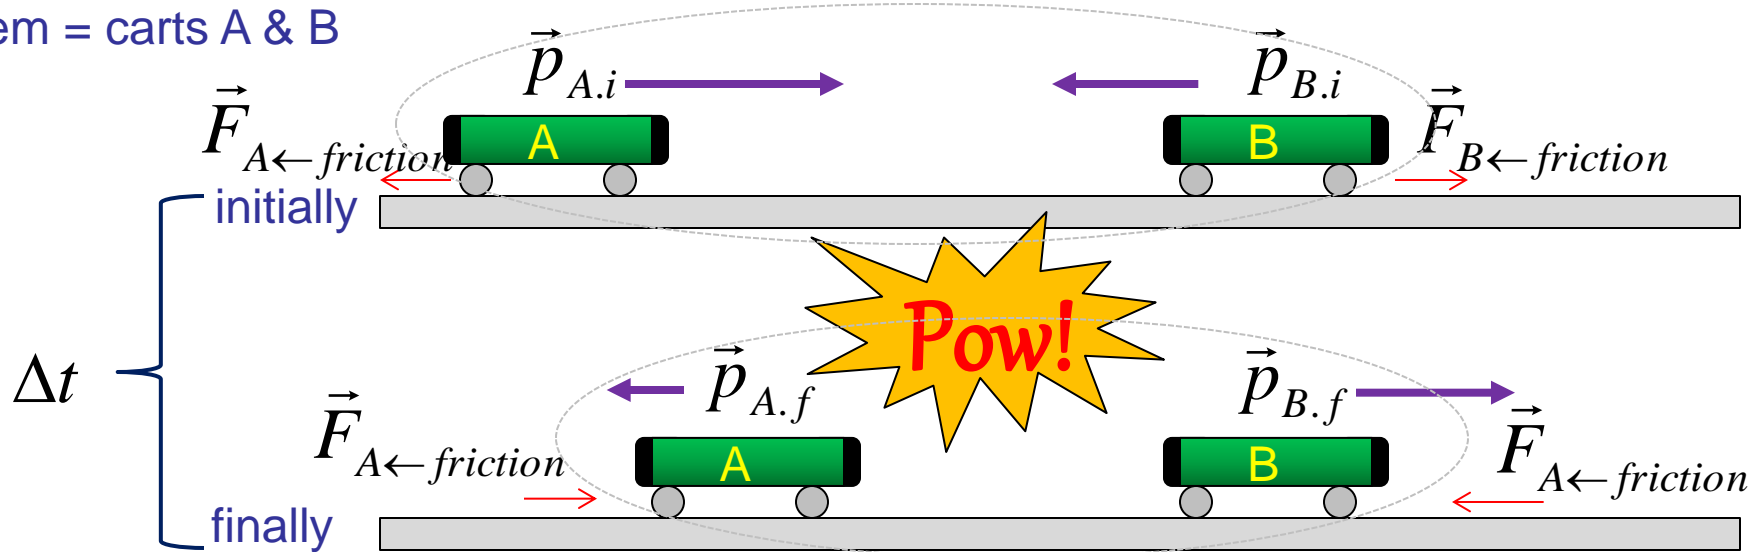 em = carts A & B
p⃗_{A.i} p⃗_{B.i}
F⃗_{A←friction} A B F⃗_{B←friction}
initially
Pow!
Δt
p⃗_{A.f} p⃗_{B.f}
F⃗_{A←friction} A B F⃗_{A←friction}
finally